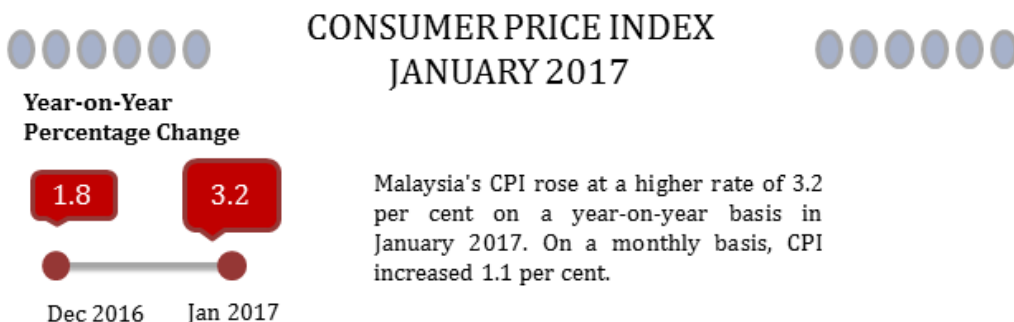 CONSUMER PRICE INDEX
JANUARY 2017
Year-on-Year
Percentage Change
1.8
3.2
Dec 2016
Jan 2017
Malaysia's CPI rose at a higher rate of 3.2
per cent on a year-on-year basis in
January 2017. On a monthly basis, CPI
increased 1.1 per cent.